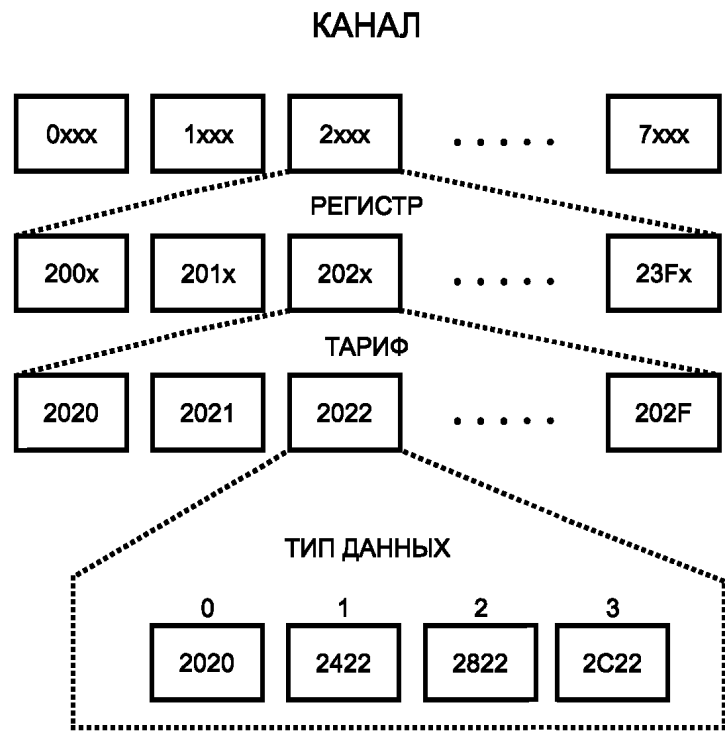 КАНАЛ
0xxx 1xxx 2xxx . . . . . 7xxx
РЕГИСТР
200x 201x 202x . . . . . 23Fx
ТАРИФ
2020 2021 2022 . . . . . 202F
ТИП ДАННЫХ
0 1 2 3
2020 2422 2822 2C22